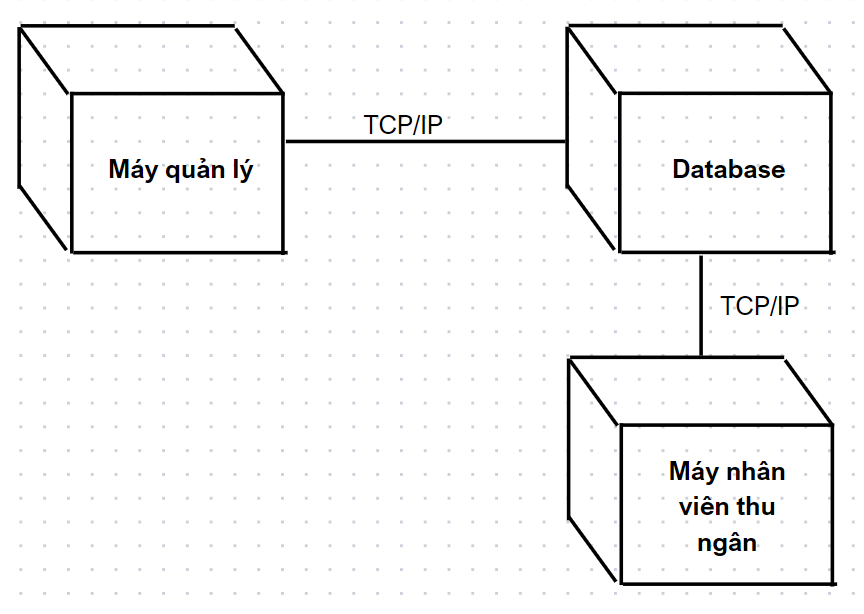 TCP/IP
Máy quản lý
Database
TCP/IP
Máy nhân
viên thu
ngân